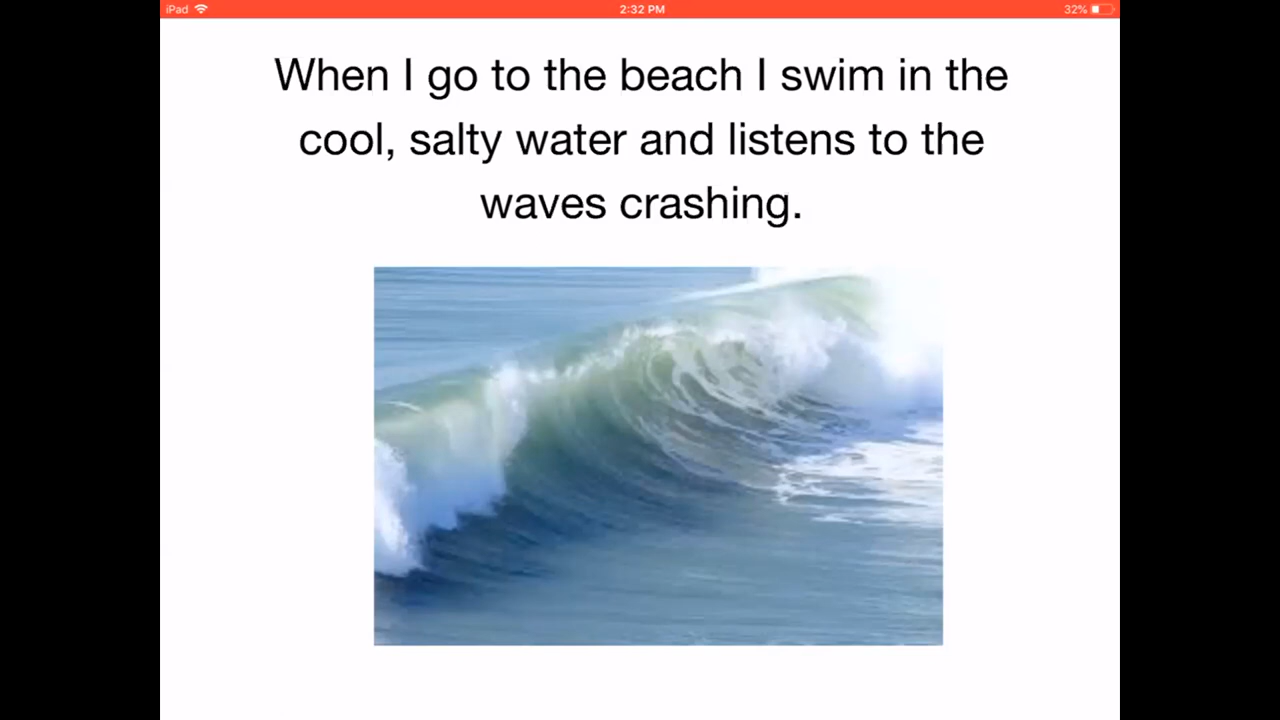 iPad 2:32 PM 32%
When I go to the beach I swim in the
cool, salty water and listens to the
waves crashing.